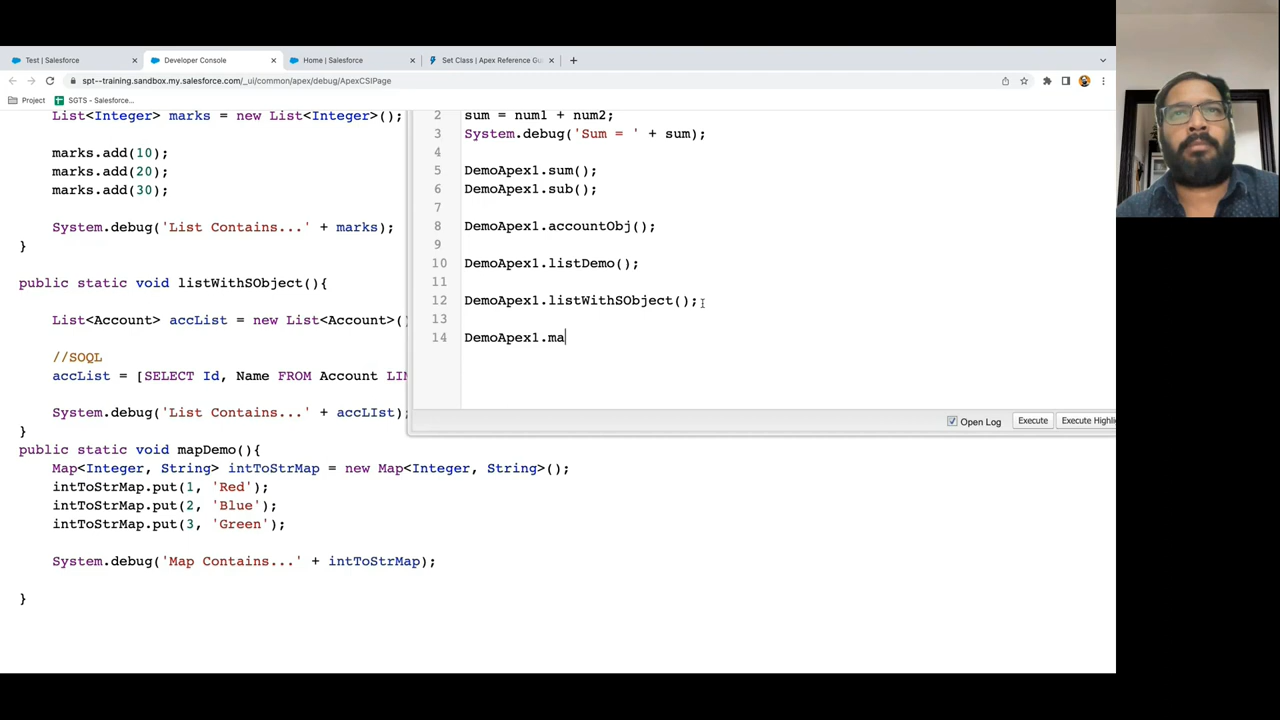 Test | Salesforce
Developer Console
Home | Salesforce
Set Class | Apex Reference Gu
spt--training.sandbox.my.salesforce.com/_ui/common/apex/debug/ApexCSIPage
Project
SGTS - Salesforce...
List<Integer> marks = new List<Integer>();
marks.add(10);
marks.add(20);
marks.add(30);
System.debug('List Contains...' + marks);
}
public static void listWithSObject(){
List<Account> accList = new List<Account>()
//SOQL
accList = [SELECT Id, Name FROM Account LIM
System.debug('List Contains...' + accLIst);
}
public static void mapDemo(){
Map<Integer, String> intToStrMap = new Map<Integer, String>();
intToStrMap.put(1, 'Red');
intToStrMap.put(2, 'Blue');
intToStrMap.put(3, 'Green');
System.debug('Map Contains...' + intToStrMap);
}
2 sum = num1 + num2;
3 System.debug('Sum = ' + sum);
4
5 DemoApex1.sum();
6 DemoApex1.sub();
7
8 DemoApex1.accountObj();
9
10 DemoApex1.listDemo();
11
12 DemoApex1.listWithSObject();
13
14 DemoApex1.ma
Open Log
Execute
Execute Highli